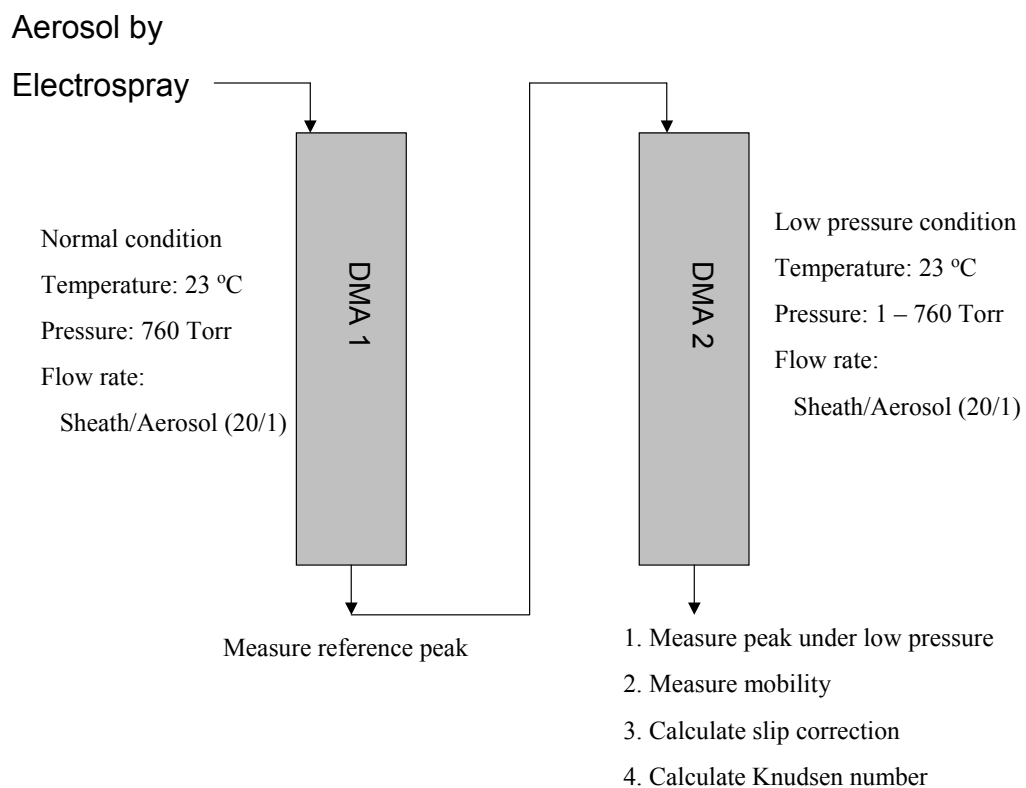 Aerosol by
Electrospray
Normal condition
Temperature: 23 ºC
Pressure: 760 Torr
Flow rate:
Sheath/Aerosol (20/1)
DMA 1
DMA 2
Low pressure condition
Temperature: 23 ºC
Pressure: 1 – 760 Torr
Flow rate:
Sheath/Aerosol (20/1)
Measure reference peak
1. Measure peak under low pressure
2. Measure mobility
3. Calculate slip correction
4. Calculate Knudsen number